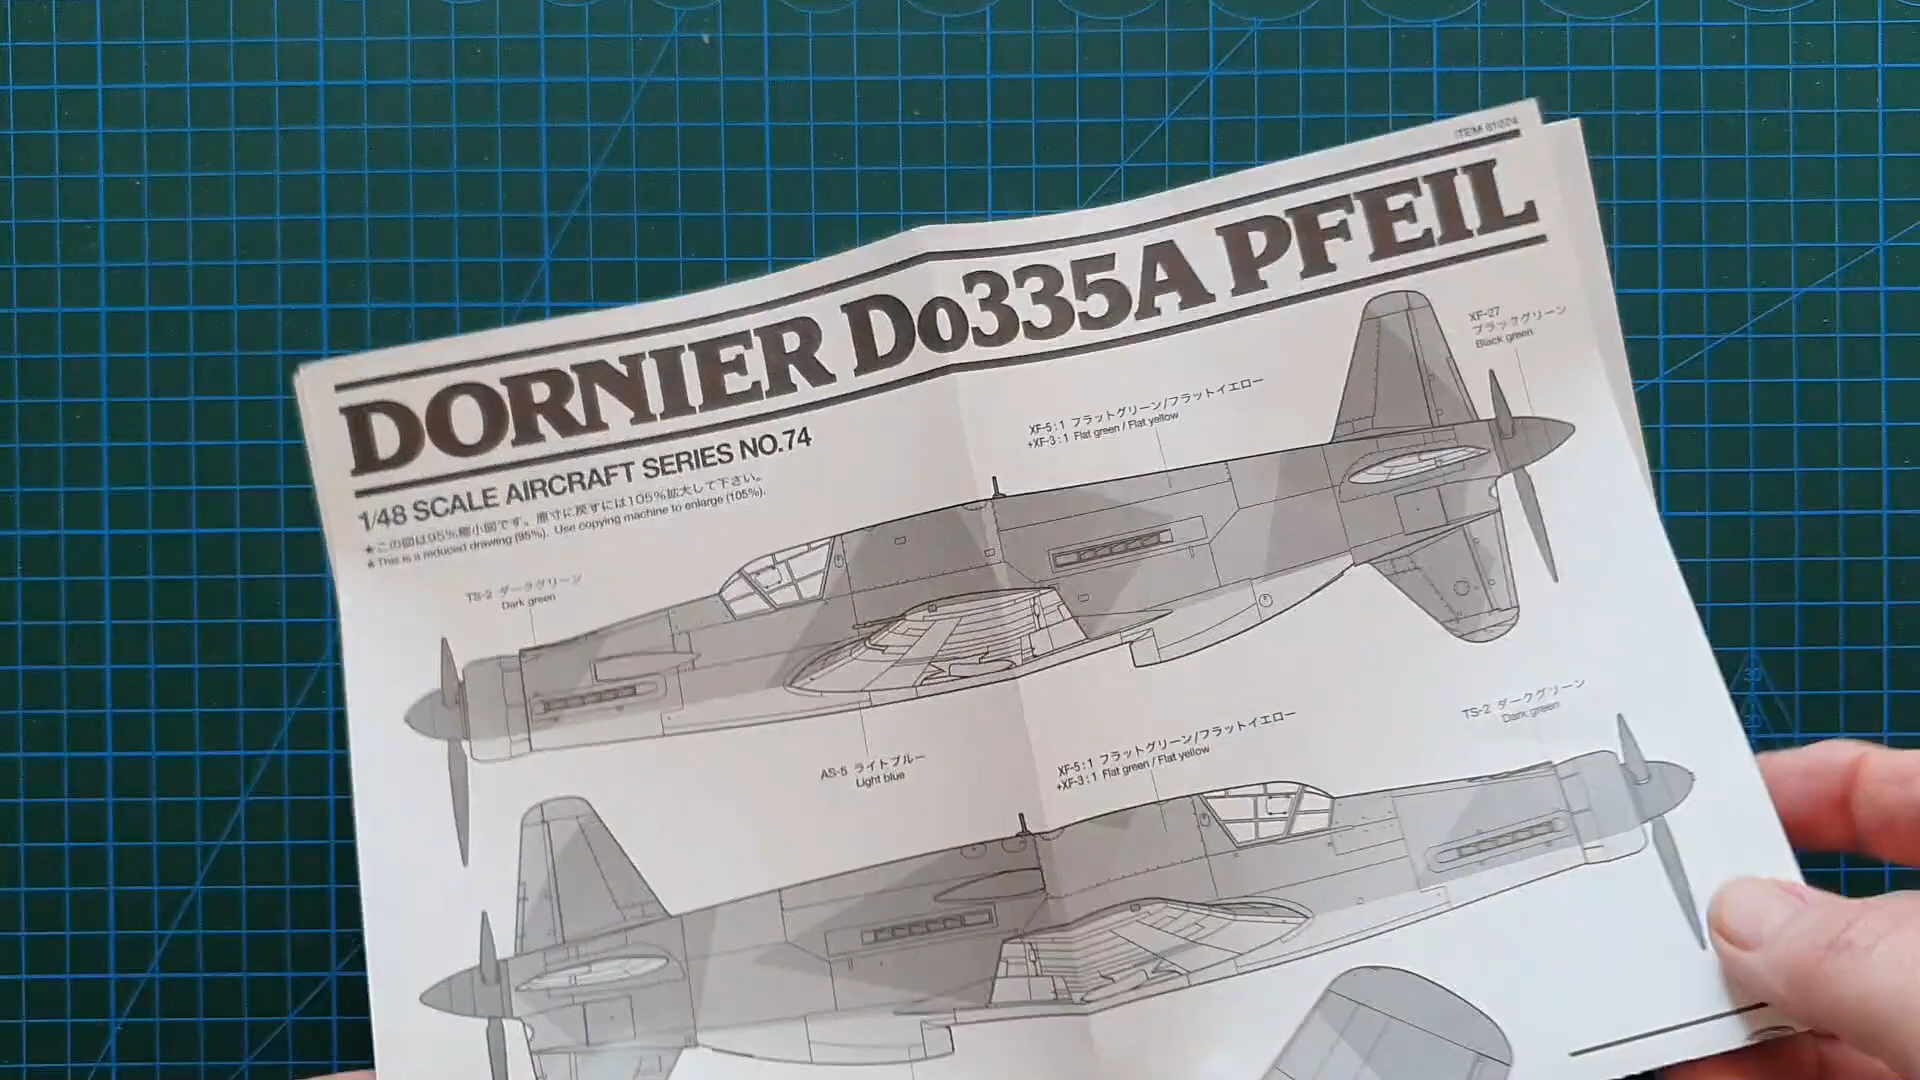 ITEM 61074
DORNIER Do335A PFEIL
1/48 SCALE AIRCRAFT SERIES NO.74
★この図は95%縮小図です。原寸に戻すには105%拡大して下さい。
★This is a reduced drawing (95%). Use copying machine to enlarge (105%).
XF-27
ブラックグリーン
Black green
XF-5:1 フラットグリーン/フラットイエロー
+XF-3:1 Flat green / Flat yellow
TS-2 ダークグリーン
Dark green
AS-5 ライトブルー
Light blue
XF-5:1 フラットグリーン/フラットイエロー
+XF-3:1 Flat green / Flat yellow
TS-2 ダークグリーン
Dark green